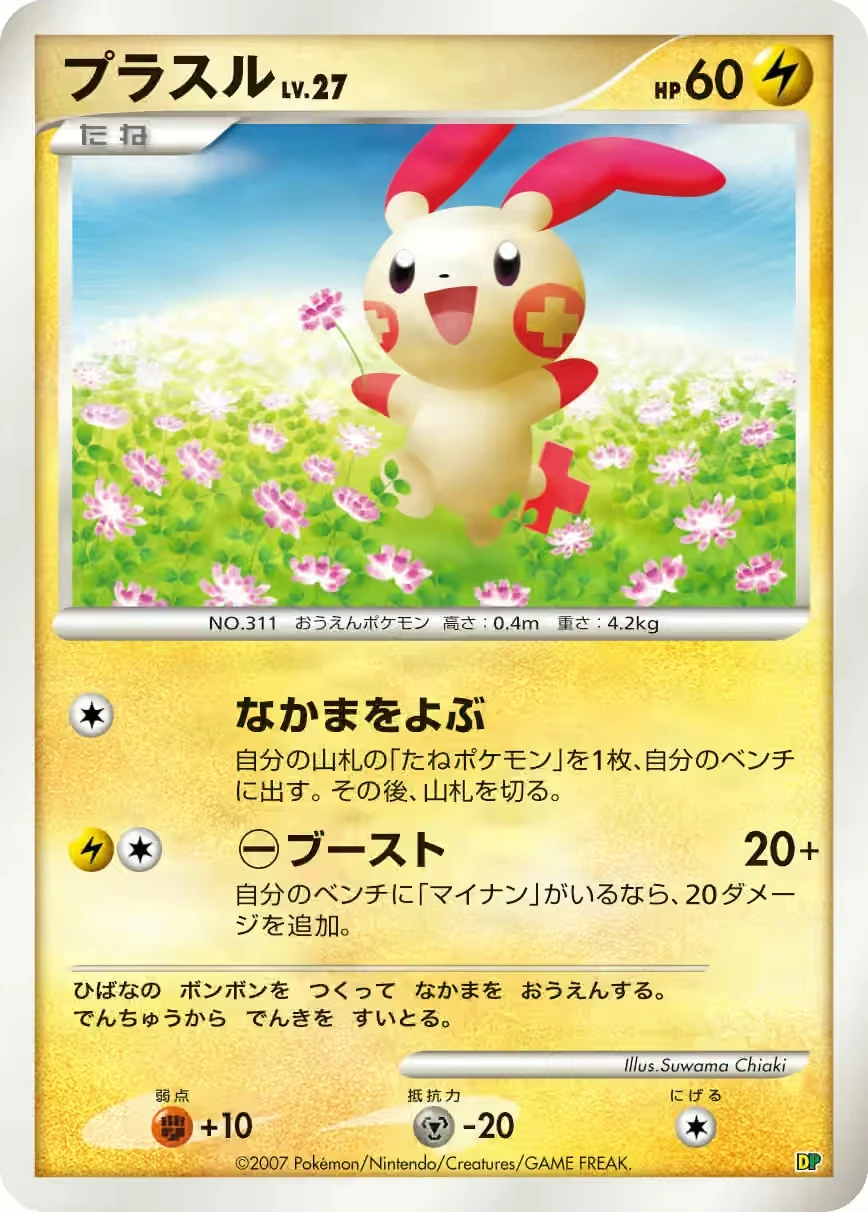 プラスル LV.27 HP 60
たね
NO.311 おうえんポケモン 高さ:0.4m 重さ:4.2kg
なかまをよぶ
自分の山札の「たねポケモン」を1枚、自分のベンチ
に出す。その後、山札を切る。
㊀ブースト 20+
自分のベンチに「マイナン」がいるなら、20ダメー
ジを追加。
ひばなの ボンボンを つくって なかまを おうえんする。
でんちゅうから でんきを すいとる。
Illus.Suwama Chiaki
弱点 抵抗力 にげる
+10 -20
©2007 Pokémon/Nintendo/Creatures/GAME FREAK.
DP